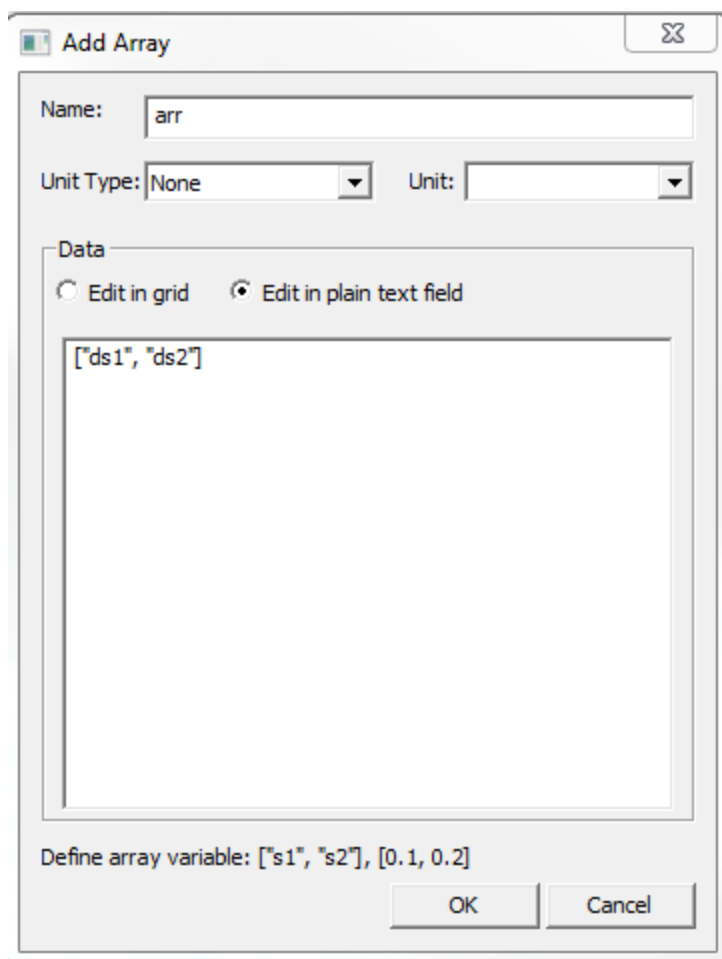 Add Array
Name: arr
Unit Type: None Unit:
Data
Edit in grid Edit in plain text field
["ds1", "ds2"]
Define array variable: ["s1", "s2"], [0.1, 0.2]
OK Cancel